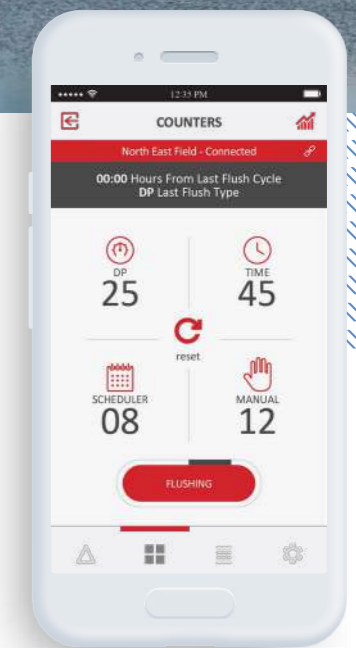 12:35 PM
COUNTERS
North East Field - Connected
00:00 Hours From Last Flush Cycle
DP Last Flush Type
DP
25
TIME
45
reset
SCHEDULER
08
MANUAL
12
FLUSHING